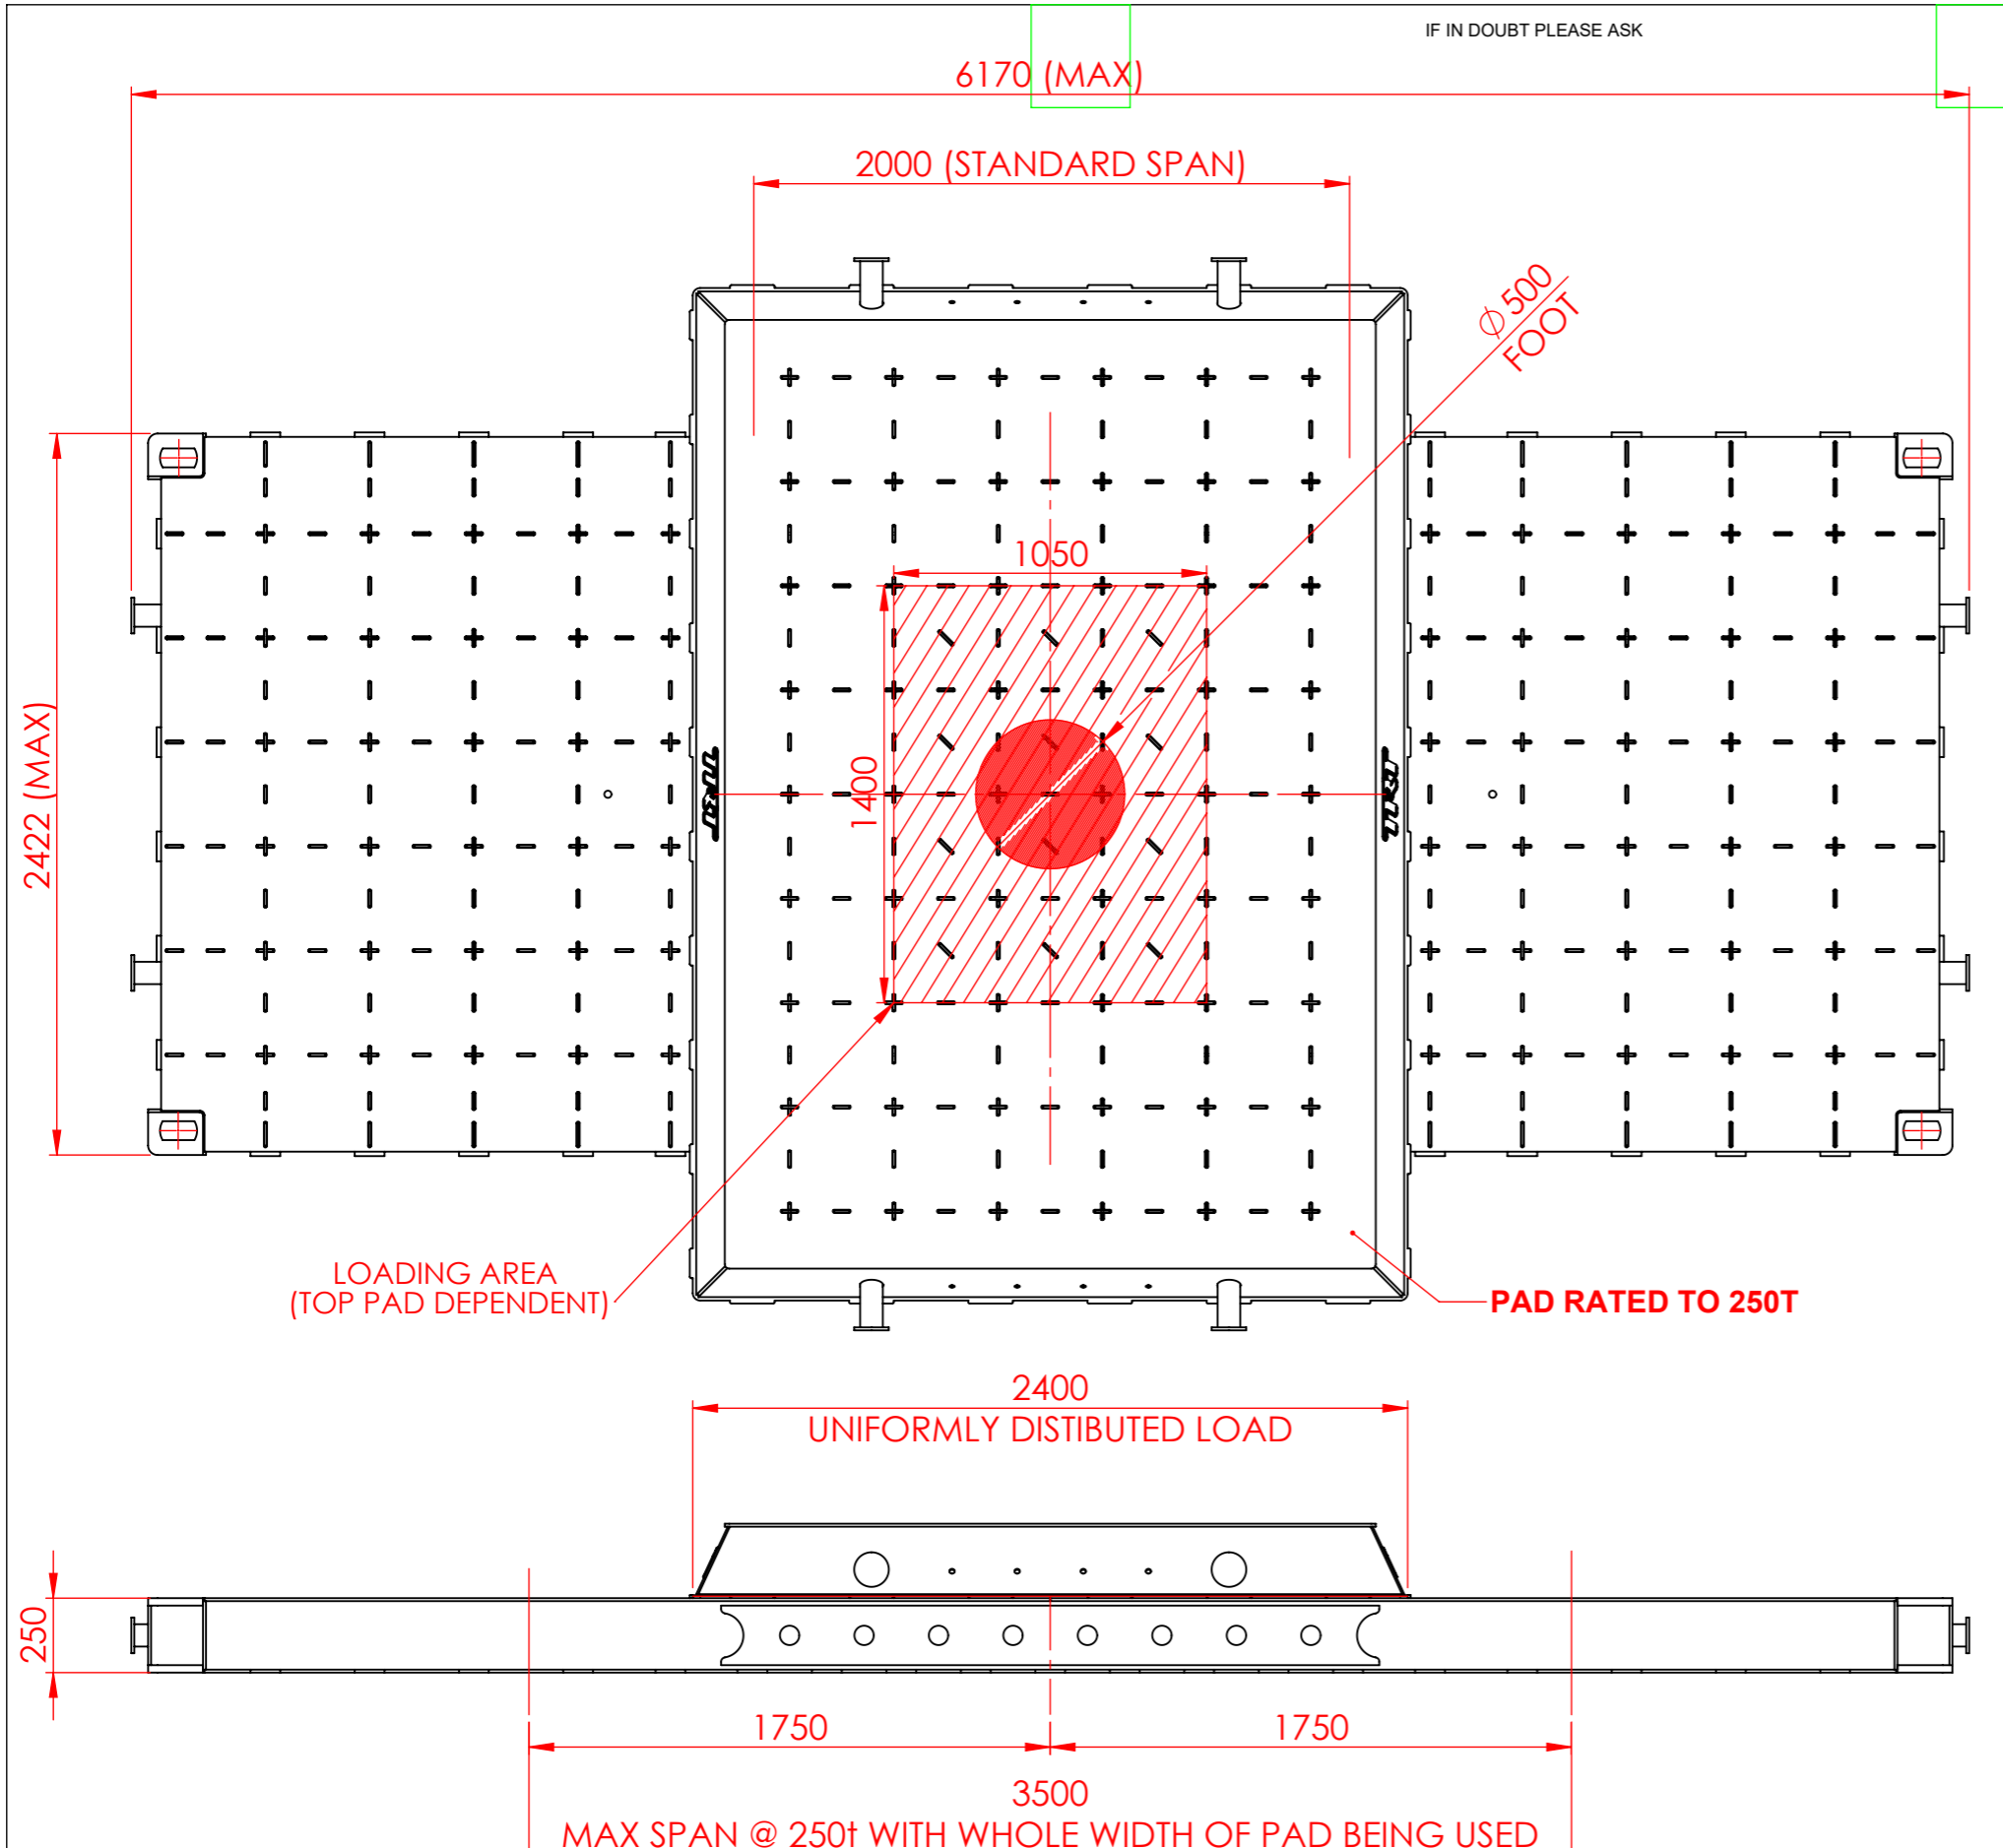 IF IN DOUBT PLEASE ASK
6170 (MAX)
2000 (STANDARD SPAN)
∅500
FOOT
1050
1400
2422 (MAX)
LOADING AREA
(TOP PAD DEPENDENT)
PAD RATED TO 250T
2400
UNIFORMLY DISTIBUTED LOAD
250
1750
1750
3500
MAX SPAN @ 250t WITH WHOLE WIDTH OF PAD BEING USED